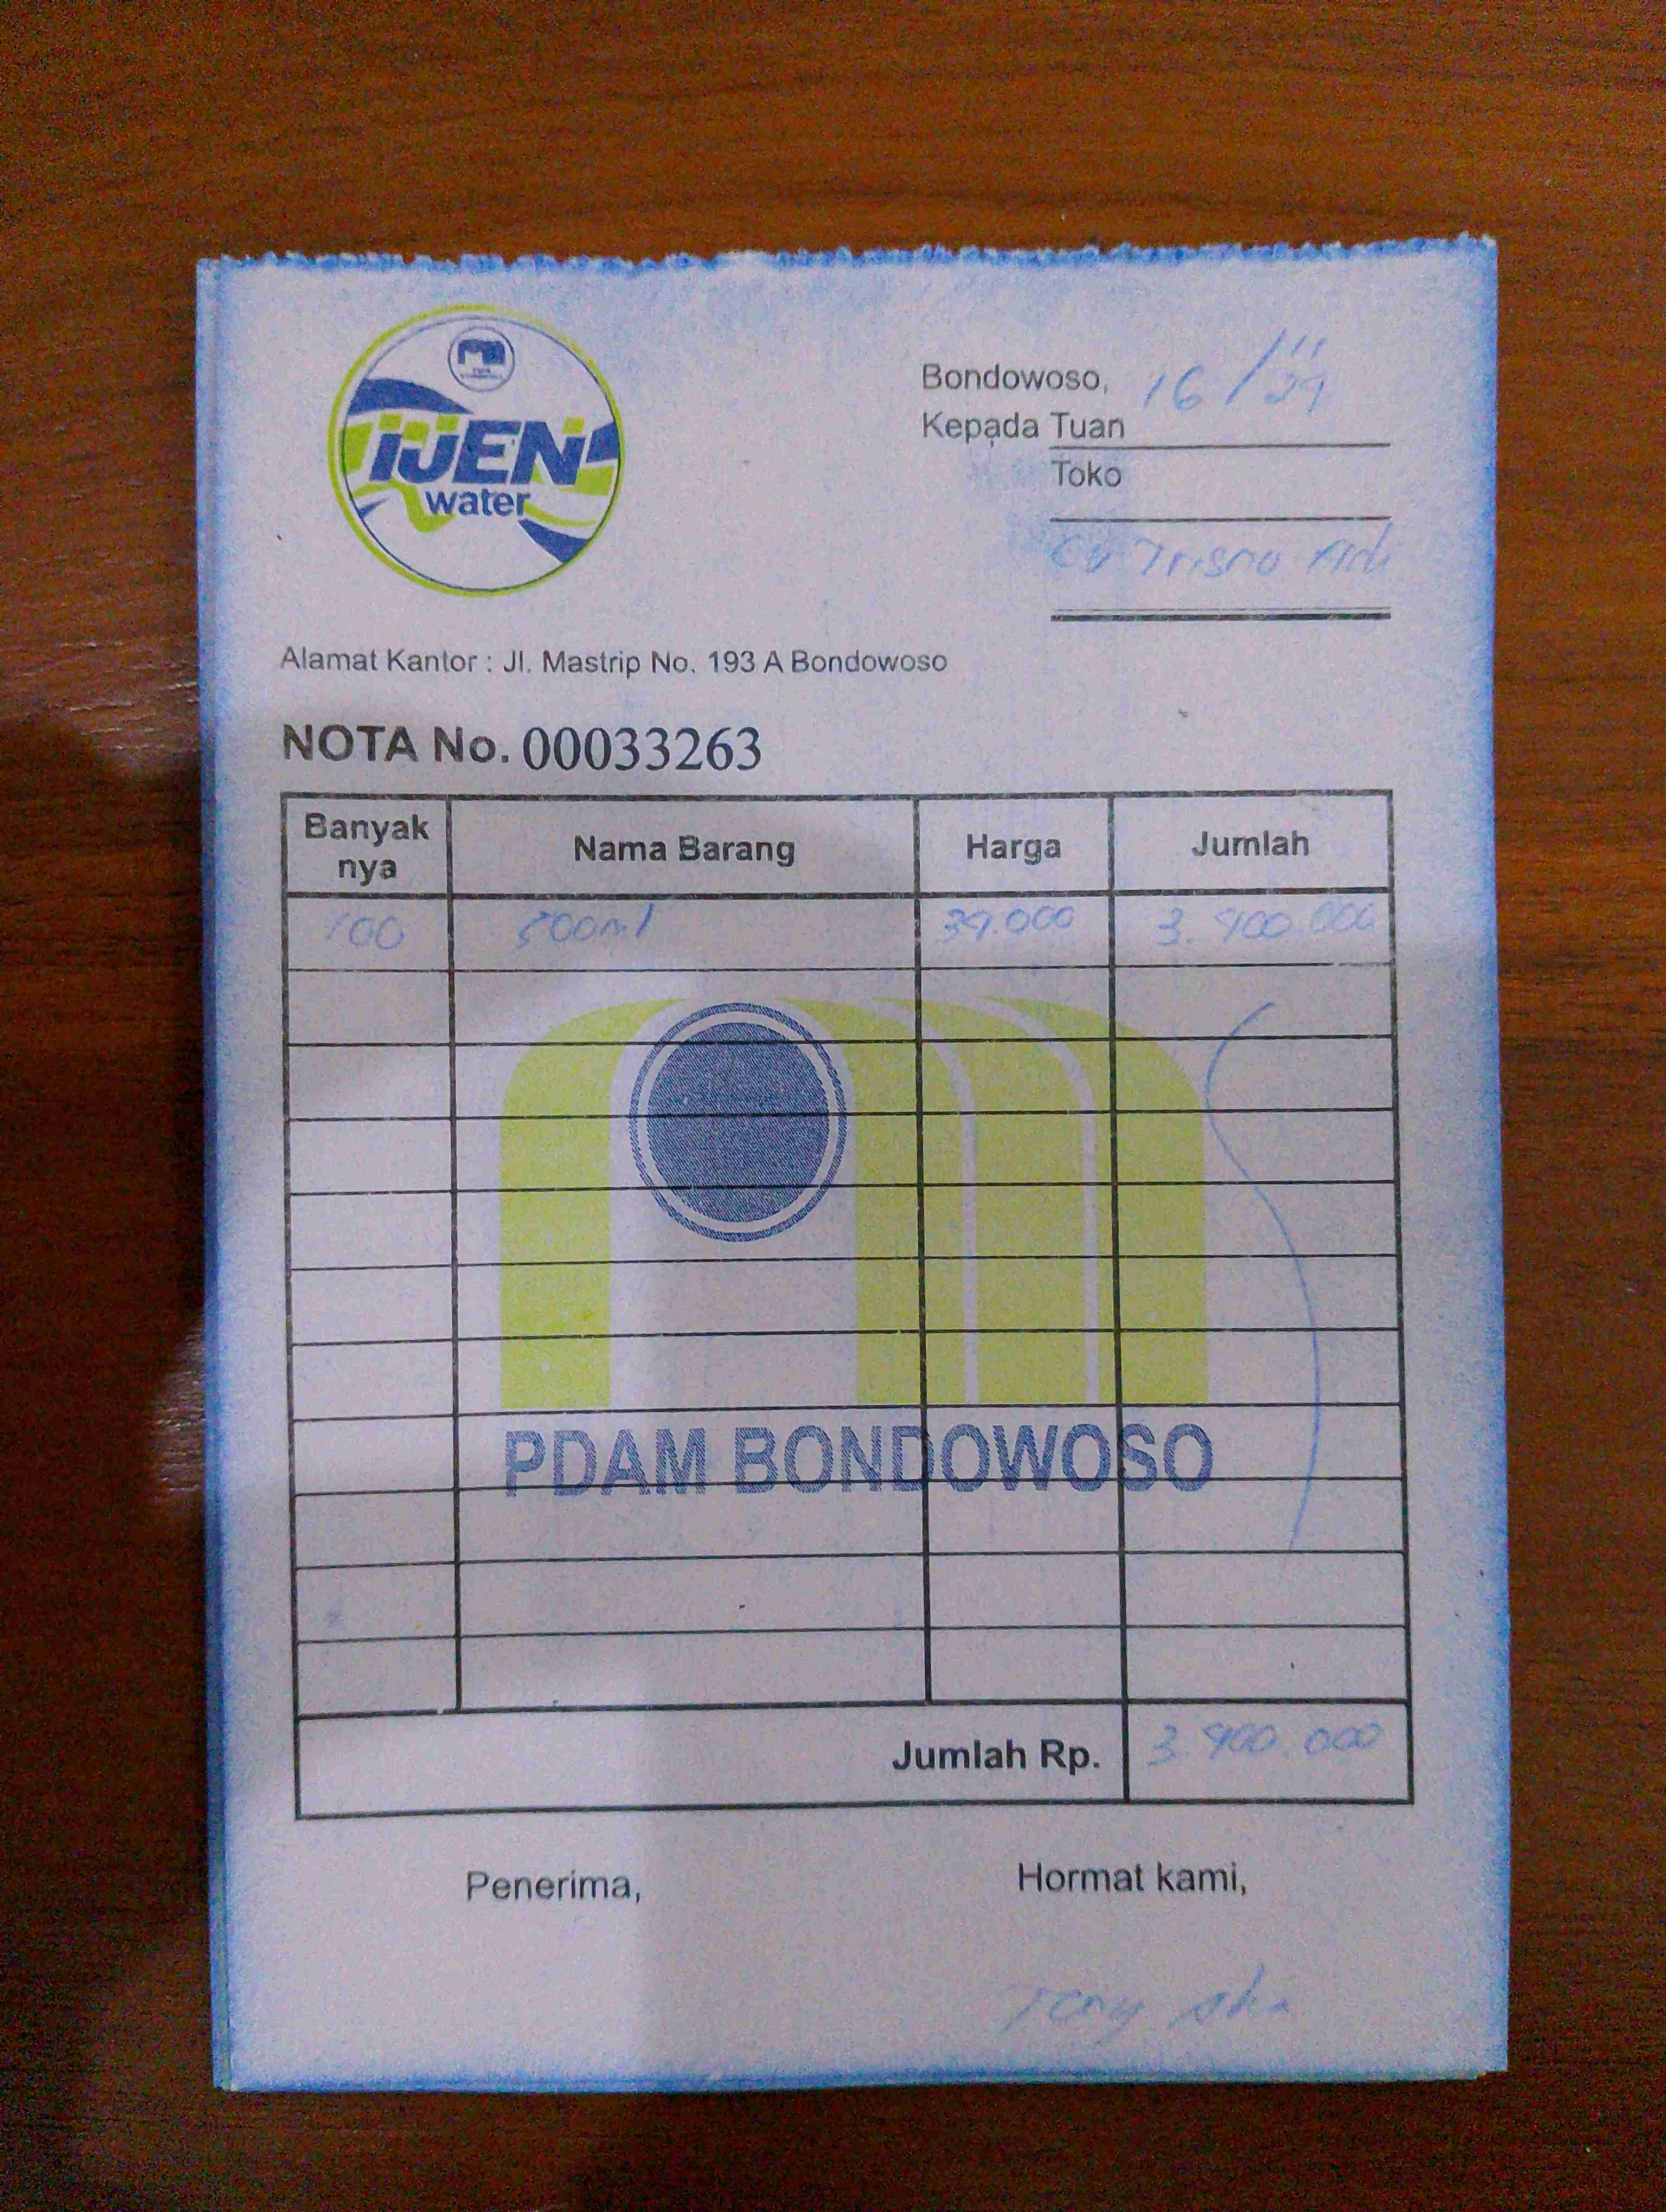 IJEN
water
Bondowoso, 16/11
Kepada Tuan
Toko
CV Trisno Adi
Alamat Kantor : Jl. Mastrip No. 193 A Bondowoso
NOTA No. 00033263
Banyak nya Nama Barang Harga Jumlah
100 500ml 39.000 3.900.000
PDAM BONDOWOSO
Jumlah Rp. 3.900.000
Penerima, Hormat kami,
Tony